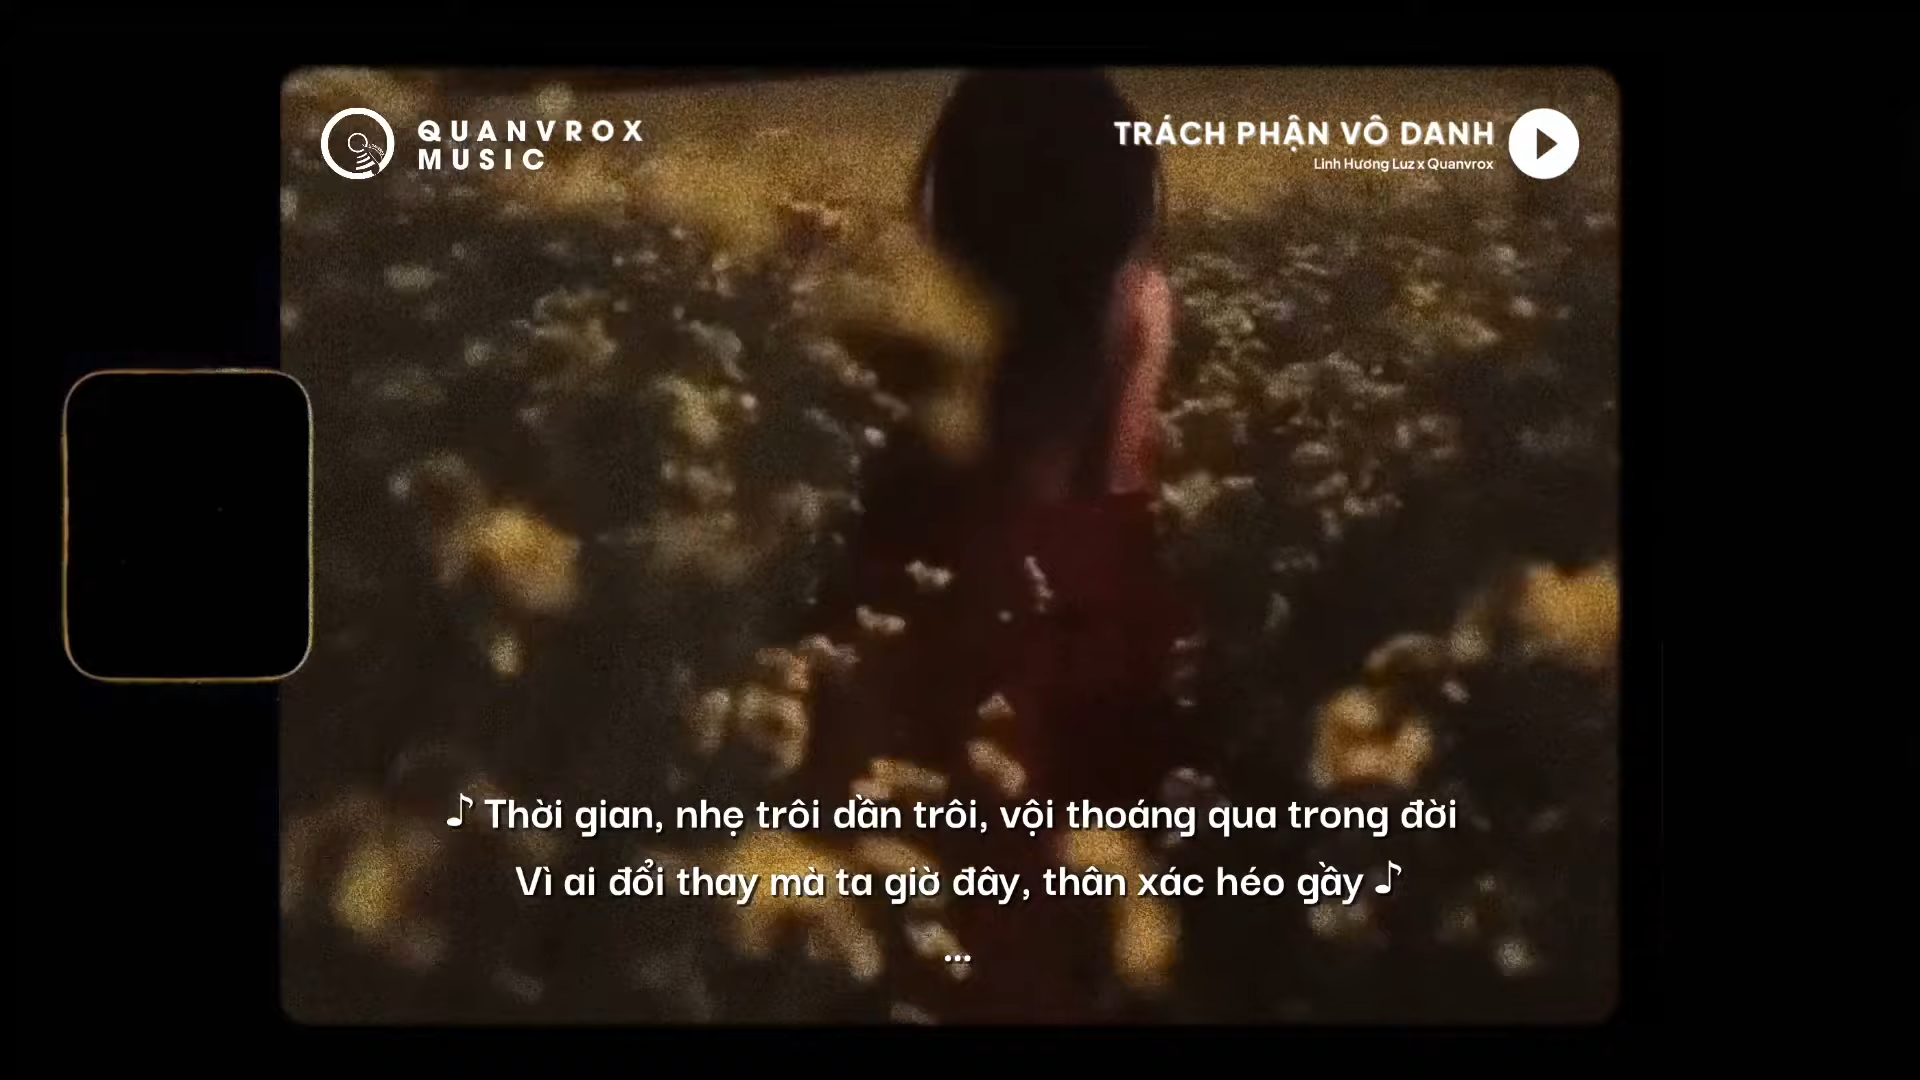 QUANVROX
MUSIC
TRÁCH PHẬN VÔ DANH
Linh Hương Luz x Quanvrox
♪ Thời gian, nhẹ trôi dần trôi, vội thoáng qua trong đời
Vì ai đổi thay mà ta giờ đây, thân xác héo gầy ♪
...